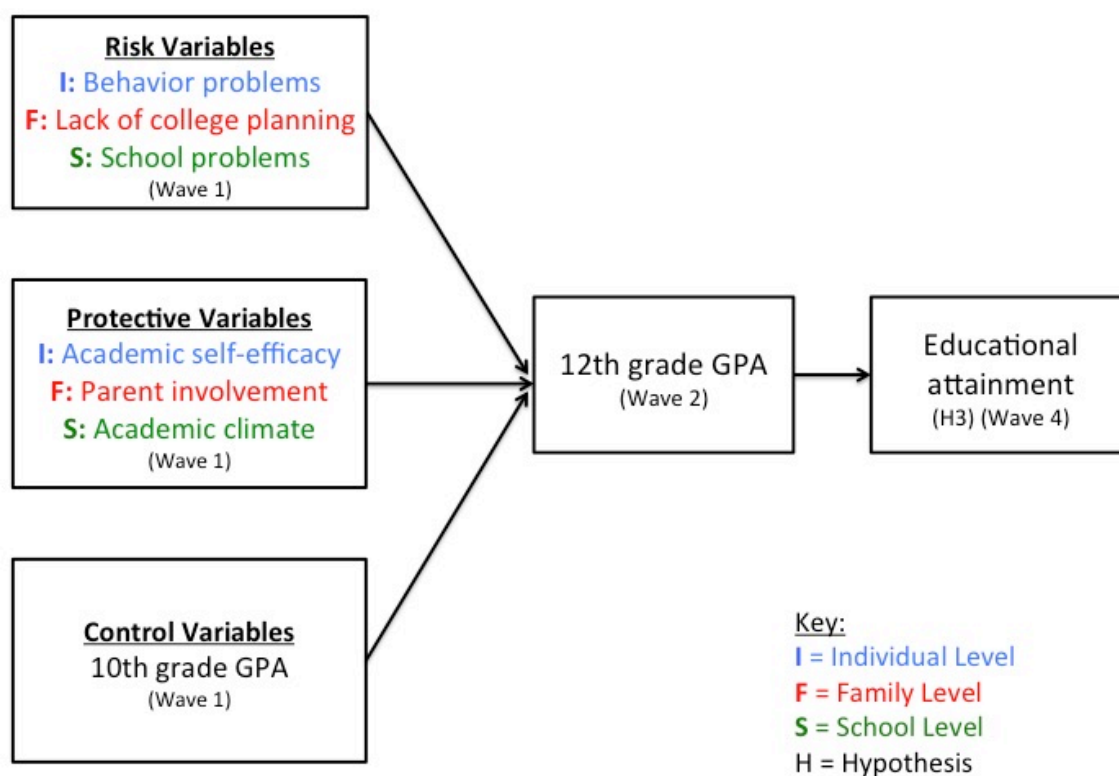 Risk Variables
I: Behavior problems
F: Lack of college planning
S: School problems
(Wave 1)
Protective Variables
I: Academic self-efficacy
F: Parent involvement
S: Academic climate
(Wave 1)
Control Variables
10th grade GPA
(Wave 1)
12th grade GPA
(Wave 2)
Educational
attainment
(H3) (Wave 4)
Key:
I = Individual Level
F = Family Level
S = School Level
H = Hypothesis